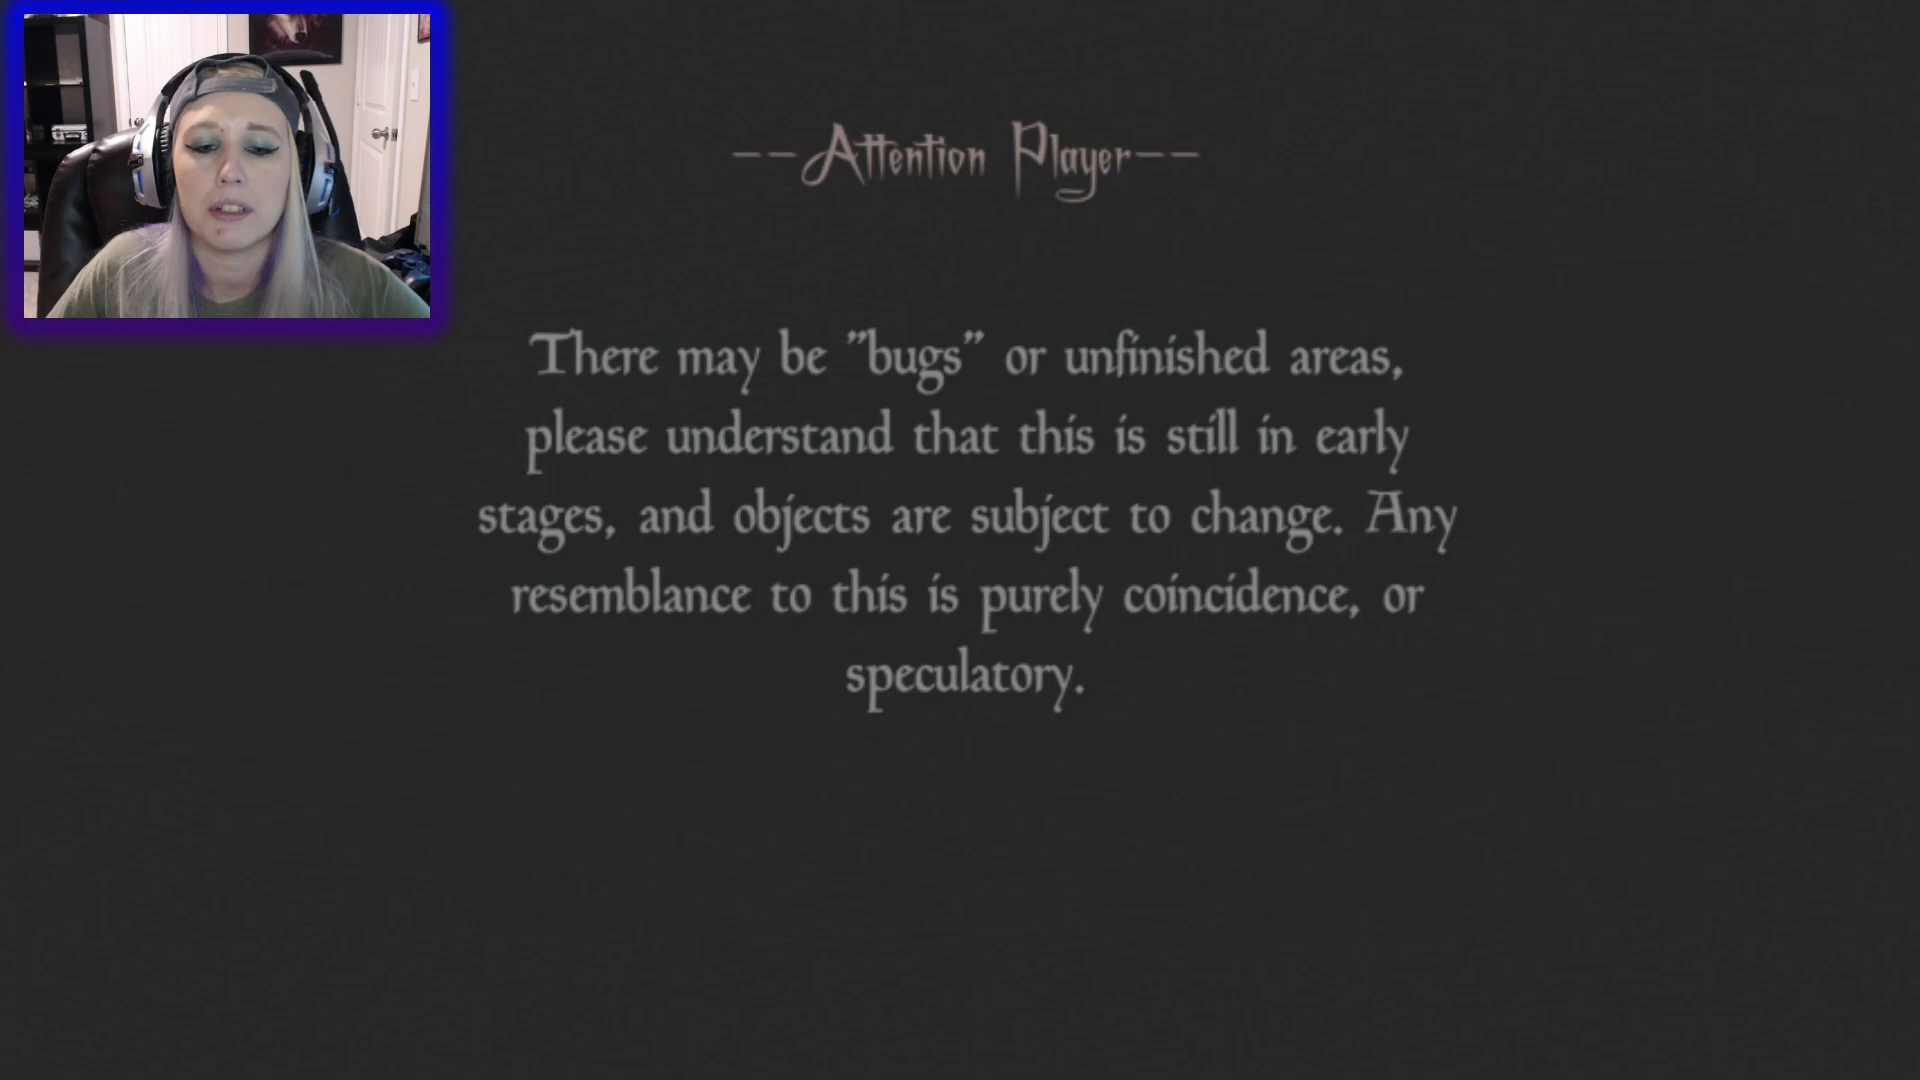 --Attention Player--
There may be "bugs" or unfinished areas,
please understand that this is still in early
stages, and objects are subject to change. Any
resemblance to this is purely coincidence, or
speculatory.